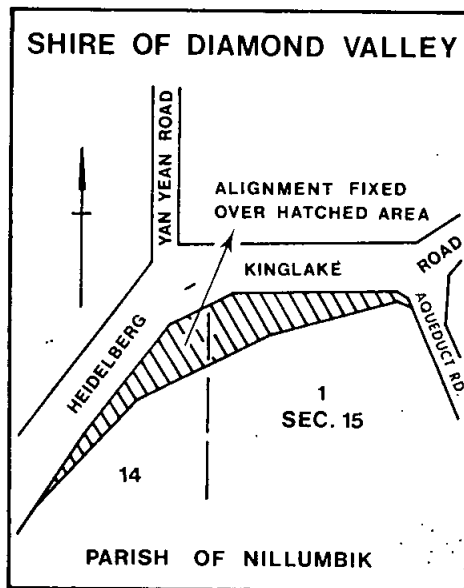 SHIRE OF DIAMOND VALLEY
YAN YEAN ROAD
ALIGNMENT FIXED
OVER HATCHED AREA
HEIDELBERG
KINGLAKE
ROAD
AQUEDUCT RD.
1
SEC. 15
14
PARISH OF NILLUMBIK